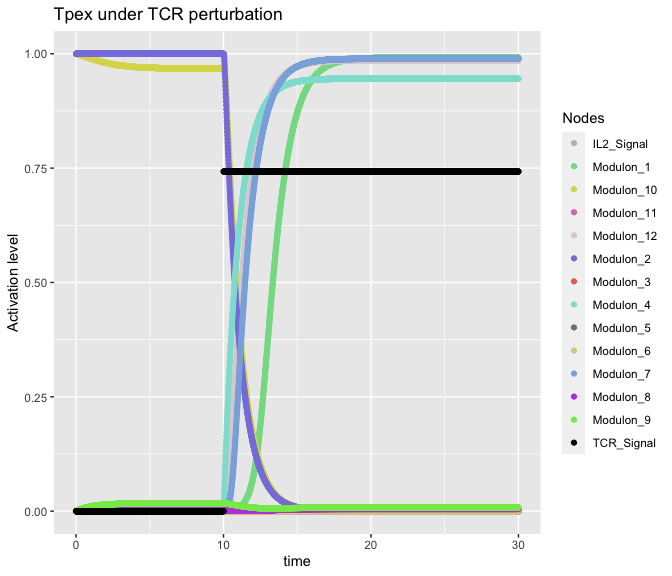 Tpex under TCR perturbation
1.00
0.75
0.50
0.25
0.00
Activation level
0
10
20
30
time
Nodes
IL2_Signal
Modulon_1
Modulon_10
Modulon_11
Modulon_12
Modulon_2
Modulon_3
Modulon_4
Modulon_5
Modulon_6
Modulon_7
Modulon_8
Modulon_9
TCR_Signal